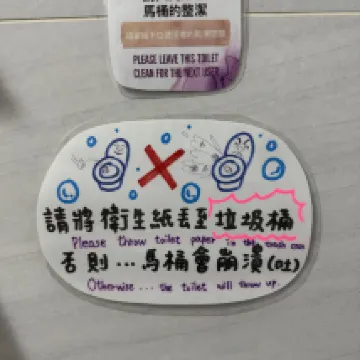 馬桶的整潔
PLEASE LEAVE THIS TOILET
CLEAN FOR THE NEXT USER
請將衛生紙丟至垃圾桶
Please throw toilet paper in the trash can
否則...馬桶會崩潰(吐)
Otherwise... the toilet will throw up.